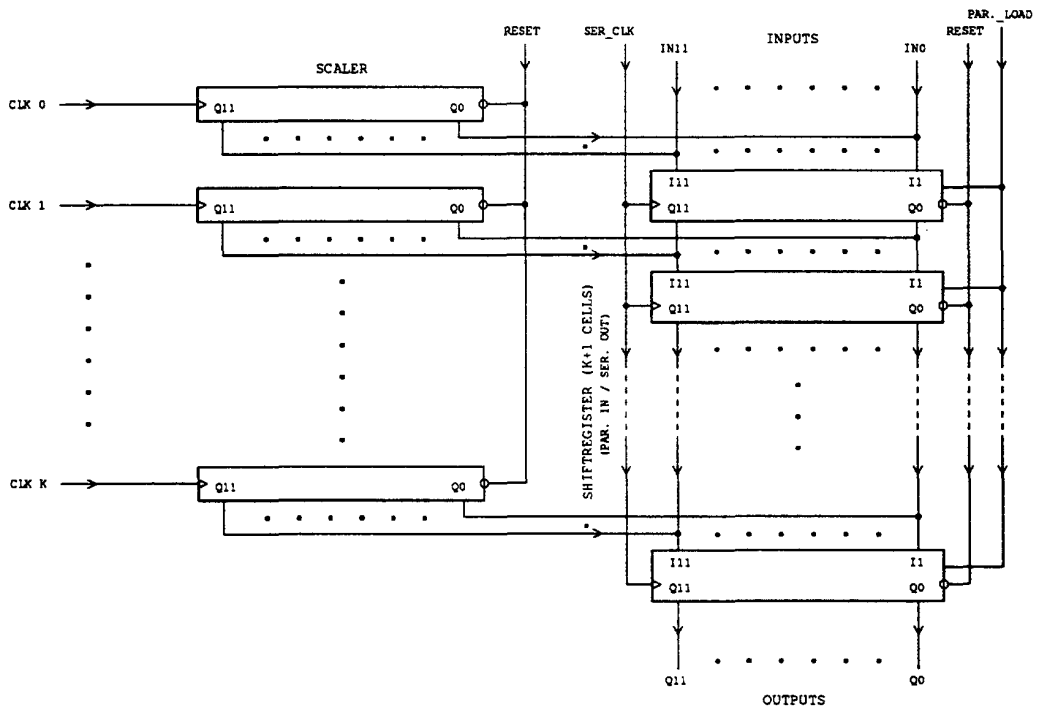 PAR._LOAD
RESET SER_CLK INPUTS RESET
IN11 IN0
SCALER
CLK 0 Q11 Q0
I11 I1
CLK 1 Q11 Q0 Q11 Q0
I11 I1
Q11 Q0
SHIFTREGISTER (K+1 CELLS)
(PAR. IN / SER. OUT)
CLK K Q11 Q0
I11 I1
Q11 Q0
Q11 Q0
OUTPUTS